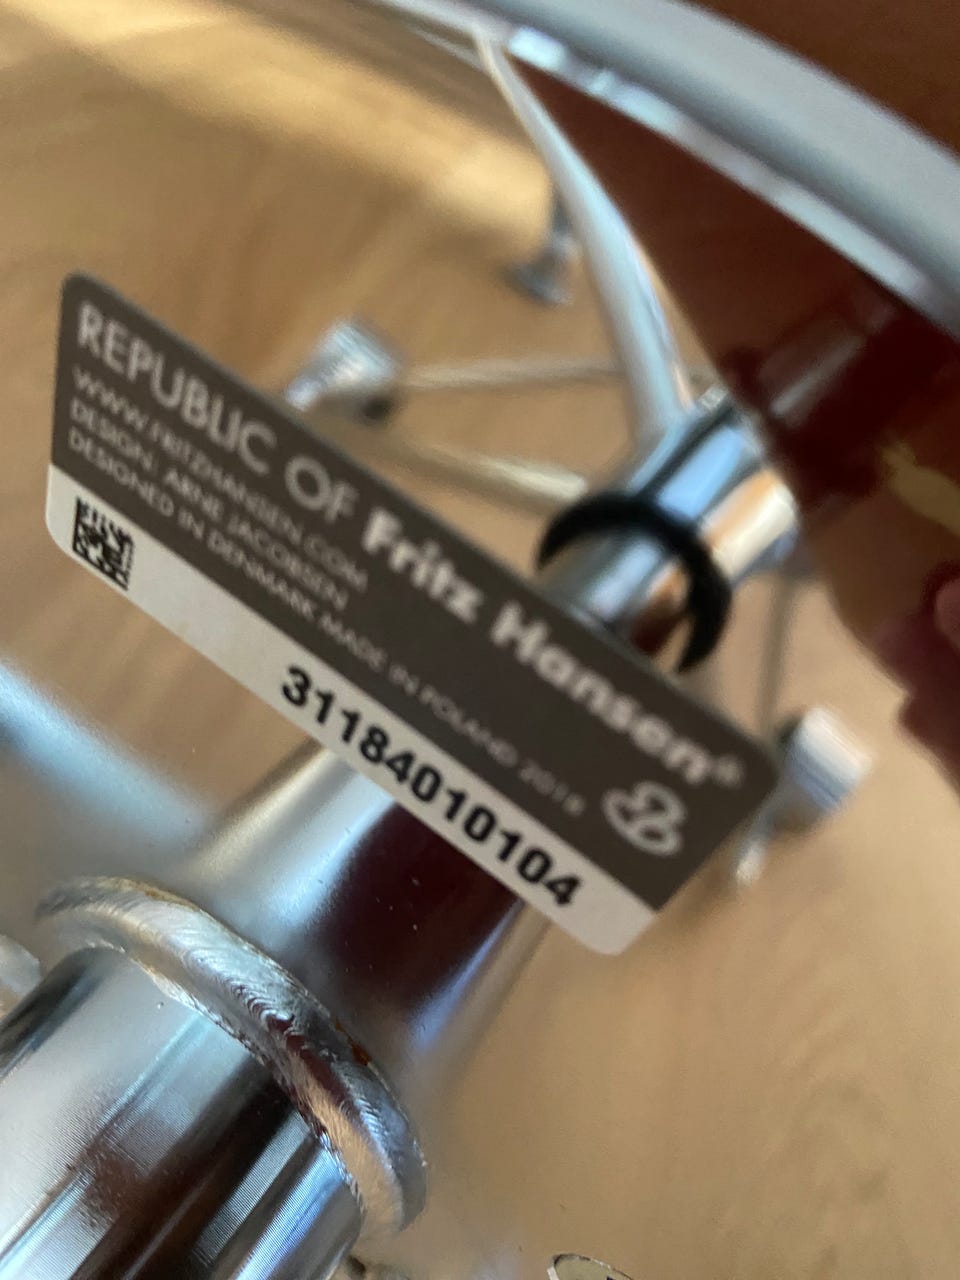 REPUBLIC OF Fritz Hansen®
WWW.FRITZHANSEN.COM
DESIGN: ARNE JACOBSEN
DESIGNED IN DENMARK MADE IN POLAND 2018
31184010104